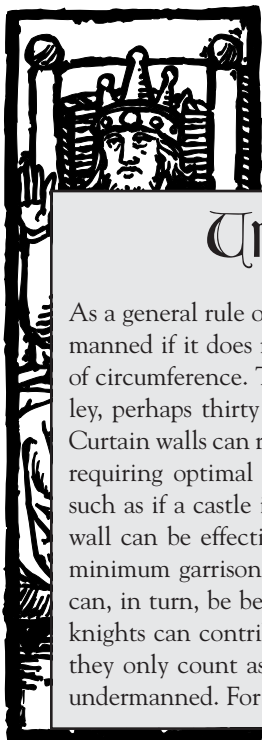 Un
As a general rule o
manned if it does
of circumference. T
ley, perhaps thirty
Curtain walls can r
requiring optimal
such as if a castle
wall can be effecti
minimum garrison
can, in turn, be be
knights can contri
they only count as
undermanned. For